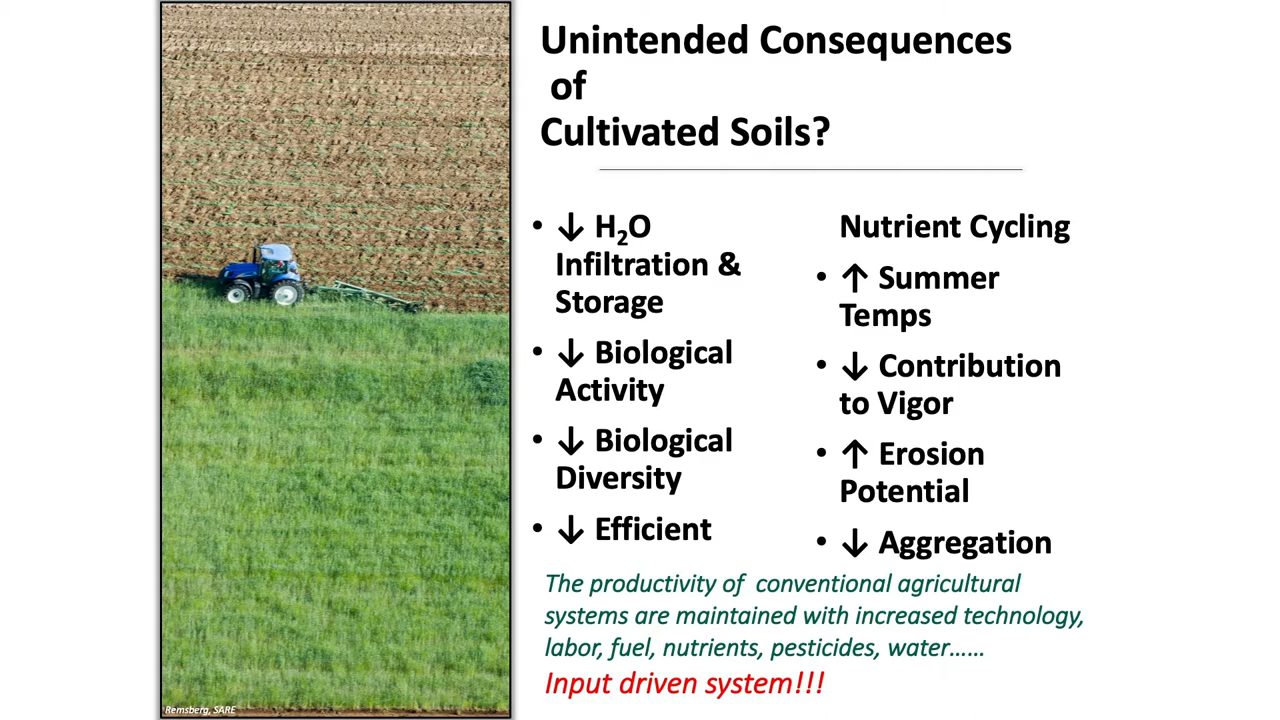 Unintended Consequences
of
Cultivated Soils?
• ↓ H₂O
Infiltration &
Storage
• ↓ Biological
Activity
• ↓ Biological
Diversity
• ↓ Efficient
Nutrient Cycling
• ↑ Summer
Temps
• ↓ Contribution
to Vigor
• ↑ Erosion
Potential
• ↓ Aggregation
The productivity of conventional agricultural
systems are maintained with increased technology,
labor, fuel, nutrients, pesticides, water......
Input driven system!!!
Remsberg, SARE